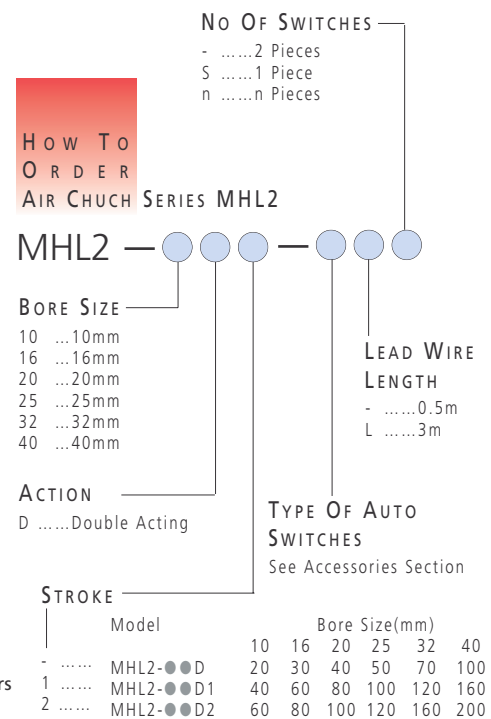 NO OF SWITCHES
- ……2 Pieces
S ……1 Piece
n ……n Pieces
HOW TO
ORDER
AIR CHUCH SERIES MHL2
MHL2 — —
BORE SIZE
10 …10mm
16 …16mm
20 …20mm
25 …25mm
32 …32mm
40 …40mm
LEAD WIRE
LENGTH
- ……0.5m
L ……3m
ACTION
D ……Double Acting
TYPE OF AUTO
SWITCHES
See Accessories Section
STROKE
Model Bore Size(mm)
10 16 20 25 32 40
- …… MHL2-●●D 20 30 40 50 70 100
rs 1 …… MHL2-●●D1 40 60 80 100 120 160
2 …… MHL2-●●D2 60 80 100 120 160 200